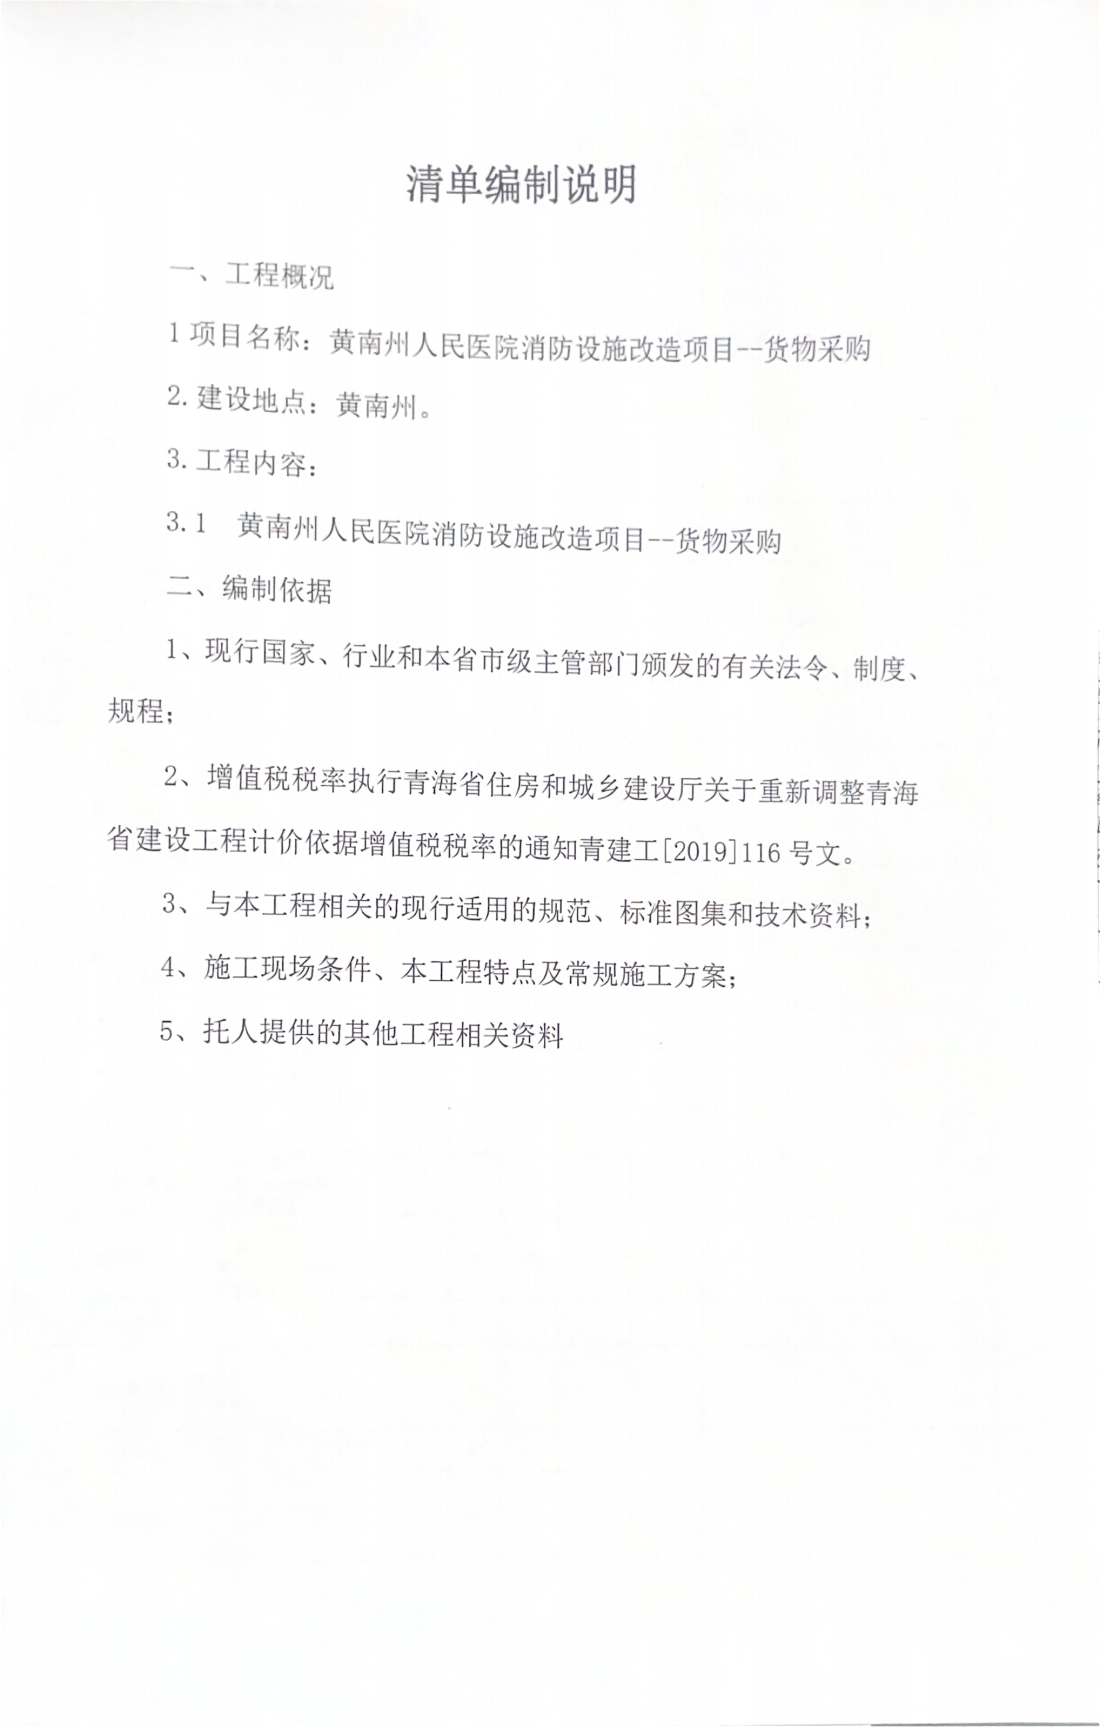 清单编制说明
一、工程概况
1 项目名称：黄南州人民医院消防设施改造项目--货物采购
2. 建设地点：黄南州。
3. 工程内容：
3.1 黄南州人民医院消防设施改造项目--货物采购
二、编制依据
1、现行国家、行业和本省市级主管部门颁发的有关法令、制度、
规程；
2、增值税税率执行青海省住房和城乡建设厅关于重新调整青海
省建设工程计价依据增值税税率的通知青建工[2019]116 号文。
3、与本工程相关的现行适用的规范、标准图集和技术资料；
4、施工现场条件、本工程特点及常规施工方案；
5、托人提供的其他工程相关资料